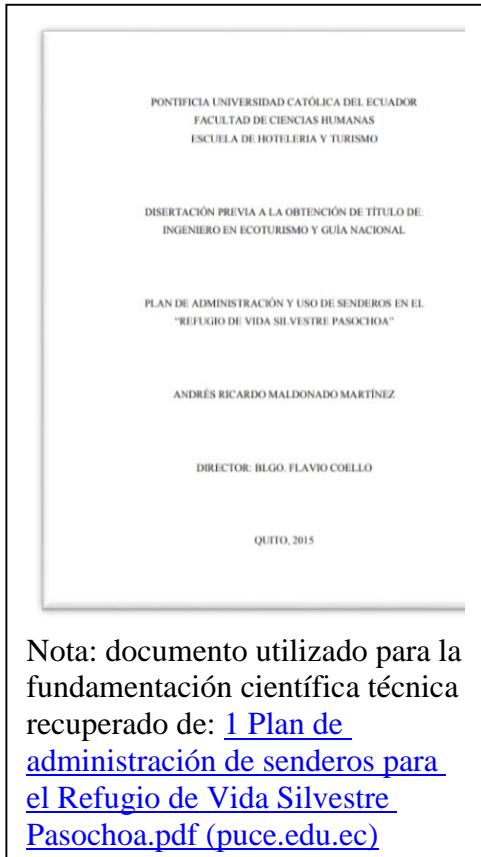 PONTIFICIA UNIVERSIDAD CATÓLICA DEL ECUADOR
FACULTAD DE CIENCIAS HUMANAS
ESCUELA DE HOTELERIA Y TURISMO
DISERTACIÓN PREVIA A LA OBTENCIÓN DE TÍTULO DE:
INGENIERO EN ECOTURISMO Y GUÍA NACIONAL
PLAN DE ADMINISTRACIÓN Y USO DE SENDEROS EN EL
"REFUGIO DE VIDA SILVESTRE PASOCHOA"
ANDRÉS RICARDO MALDONADO MARTÍNEZ
DIRECTOR: BLGO. FLAVIO COELLO
QUITO, 2015
Nota: documento utilizado para la
fundamentación científica técnica
recuperado de: 1 Plan de
administración de senderos para
el Refugio de Vida Silvestre
Pasochoa.pdf (puce.edu.ec)